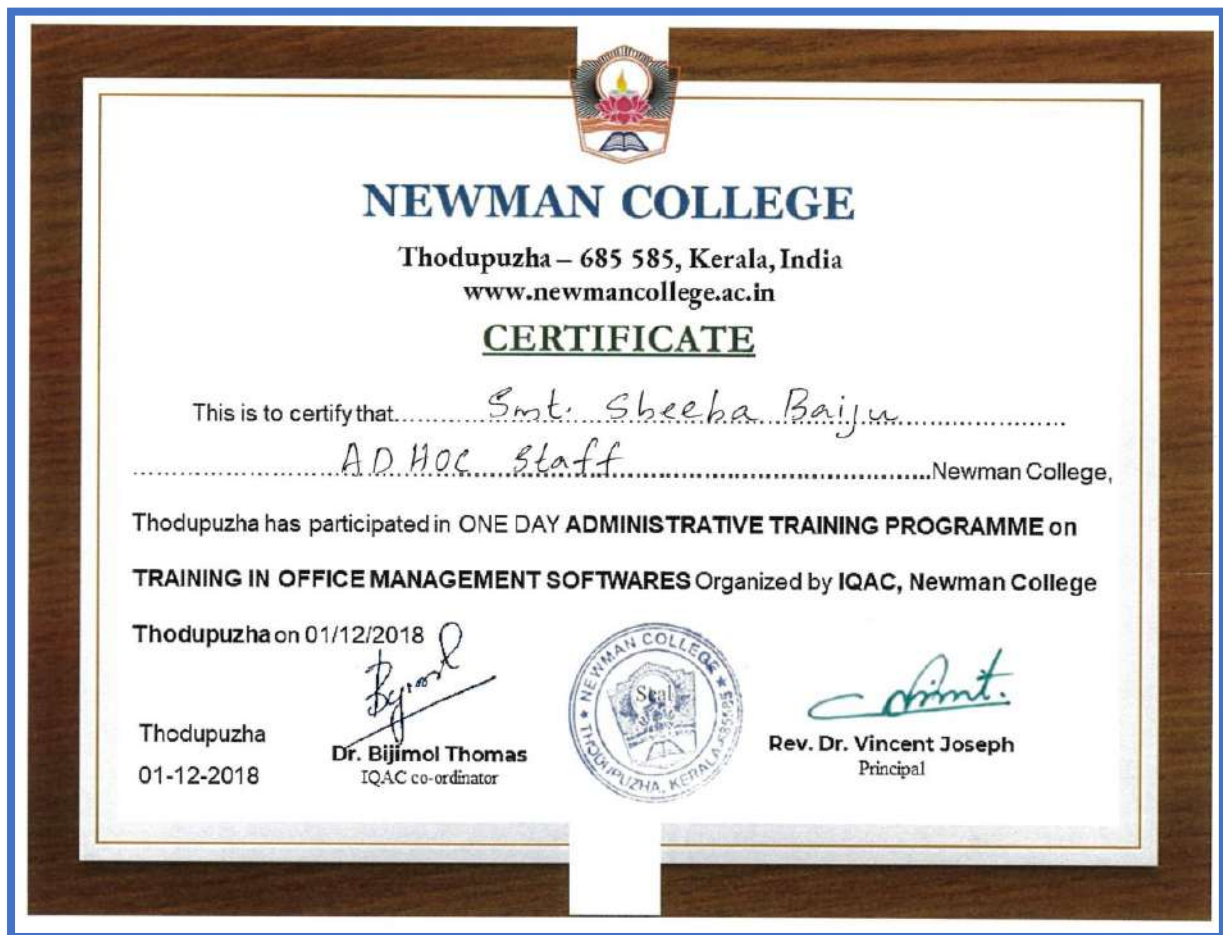 NEWMAN COLLEGE
Thodupuzha – 685 585, Kerala, India
www.newmancollege.ac.in
CERTIFICATE
This is to certify that.......... Smt. Sheeba Baiju ..........
.......... AD HOC Staff ..........Newman College,
Thodupuzha has participated in ONE DAY ADMINISTRATIVE TRAINING PROGRAMME on
TRAINING IN OFFICE MANAGEMENT SOFTWARES Organized by IQAC, Newman College
Thodupuzha on 01/12/2018
Thodupuzha
01-12-2018
Dr. Bijimol Thomas
IQAC co-ordinator
★ NEWMAN COLLEGE ★ THODUPUZHA, KERALA-685585
Seal
Rev. Dr. Vincent Joseph
Principal